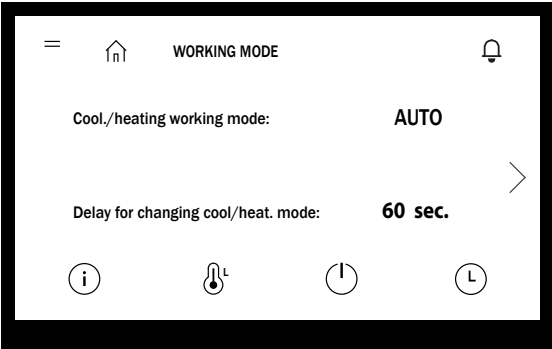 WORKING MODE
Cool./heating working mode: AUTO
Delay for changing cool/heat. mode: 60 sec.
L